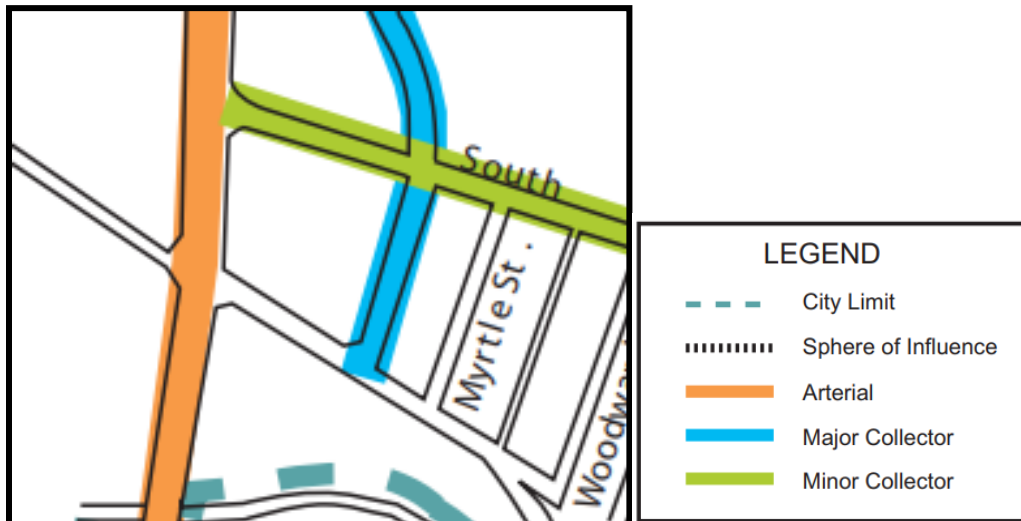 South
Myrtle St.
LEGEND
City Limit
Sphere of Influence
Arterial
Major Collector
Minor Collector